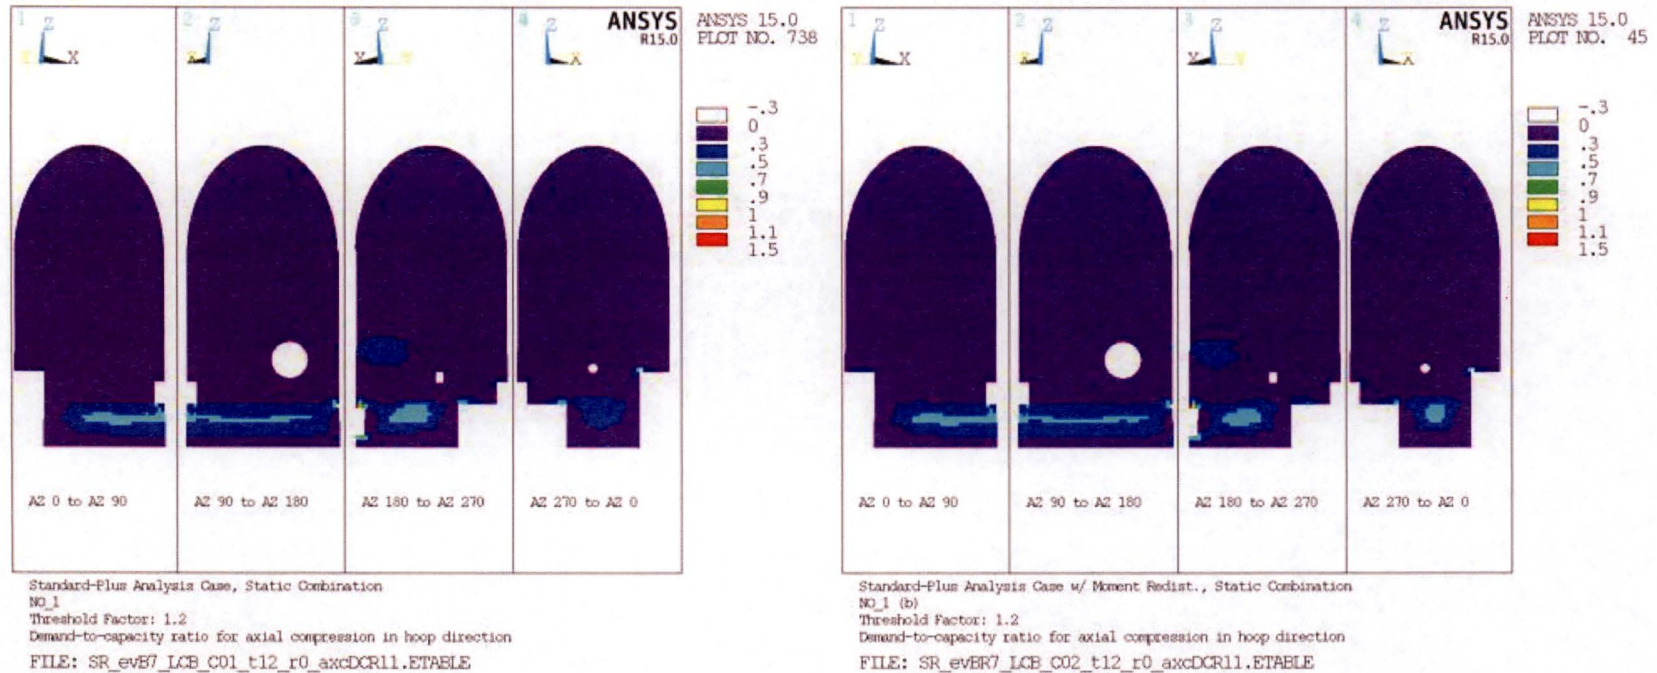 1 Z Y X
2 Z X
3 Z X Y
4 Z X
ANSYS
R15.0
ANSYS 15.0
PLOT NO. 738
-.3
0
.3
.5
.7
.9
1
1.1
1.5
AZ 0 to AZ 90
AZ 90 to AZ 180
AZ 180 to AZ 270
AZ 270 to AZ 0
Standard-Plus Analysis Case, Static Combination
NO_1
Threshold Factor: 1.2
Demand-to-capacity ratio for axial compression in hoop direction
FILE: SR_evB7_LCB_C01_t12_r0_axcDCR11.ETABLE
1 Z Y X
2 Z X
3 Z X Y
4 Z X
ANSYS
R15.0
ANSYS 15.0
PLOT NO. 45
-.3
0
.3
.5
.7
.9
1
1.1
1.5
AZ 0 to AZ 90
AZ 90 to AZ 180
AZ 180 to AZ 270
AZ 270 to AZ 0
Standard-Plus Analysis Case w/ Moment Redist., Static Combination
NO_1 (b)
Threshold Factor: 1.2
Demand-to-capacity ratio for axial compression in hoop direction
FILE: SR_evBR7_LCB_C02_t12_r0_axcDCR11.ETABLE